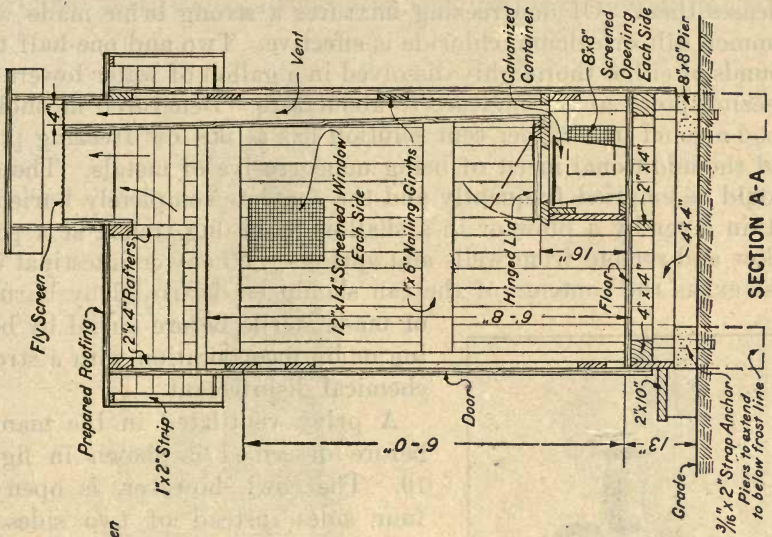 Fly Screen
Prepared Roofing
2"x4" Rafters
1"x2" Strip
4"
Vent
12"x14" Screened Window
Each Side
1"x6" Nailing Girths
Hinged Lid
Galvanized
Container
8"x8"
Screened
Opening
Each Side
8"x8" Pier
16"
6'-8"
6'-0"
Floor
Door
2"x4"
4"x4"
4"x4"
2"x10"
13"
Grade
3/16"x2" Strap Anchor
Piers to extend
to below frost line
SECTION A
en